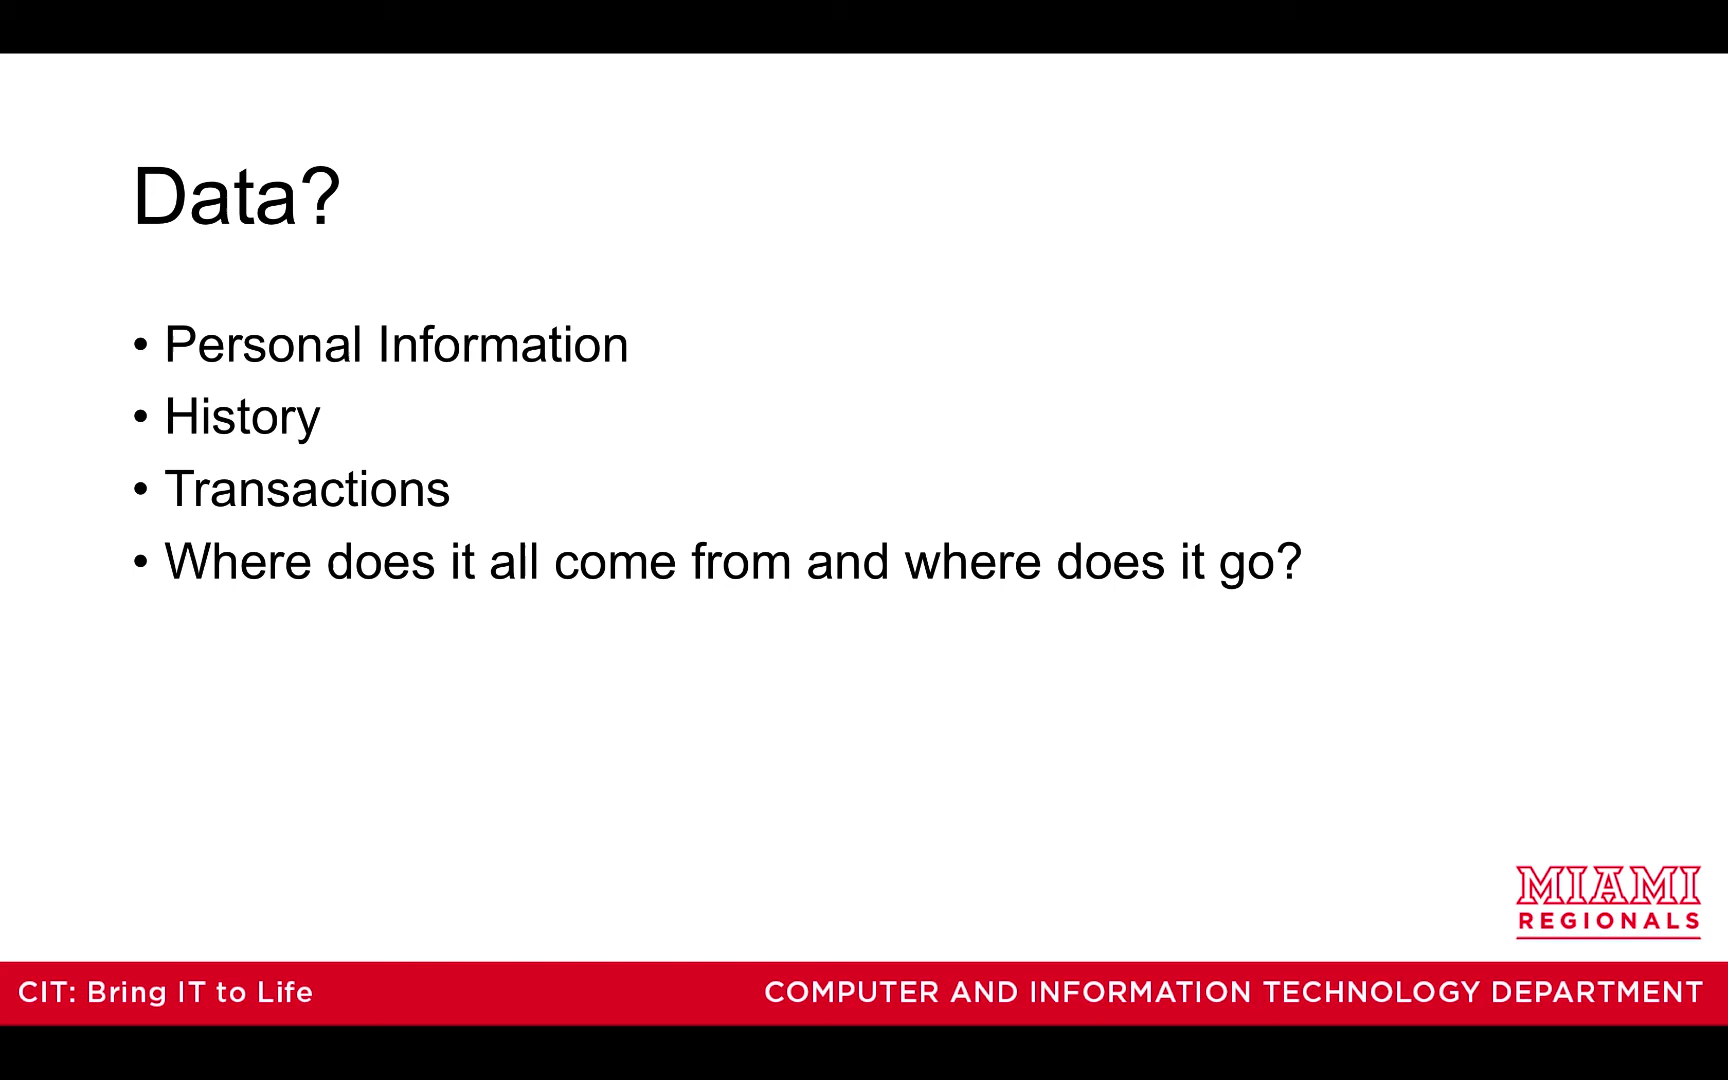 Data?
• Personal Information
• History
• Transactions
• Where does it all come from and where does it go?
MIAMI
REGIONALS
CIT: Bring IT to Life
COMPUTER AND INFORMATION TECHNOLOGY DEPARTMENT